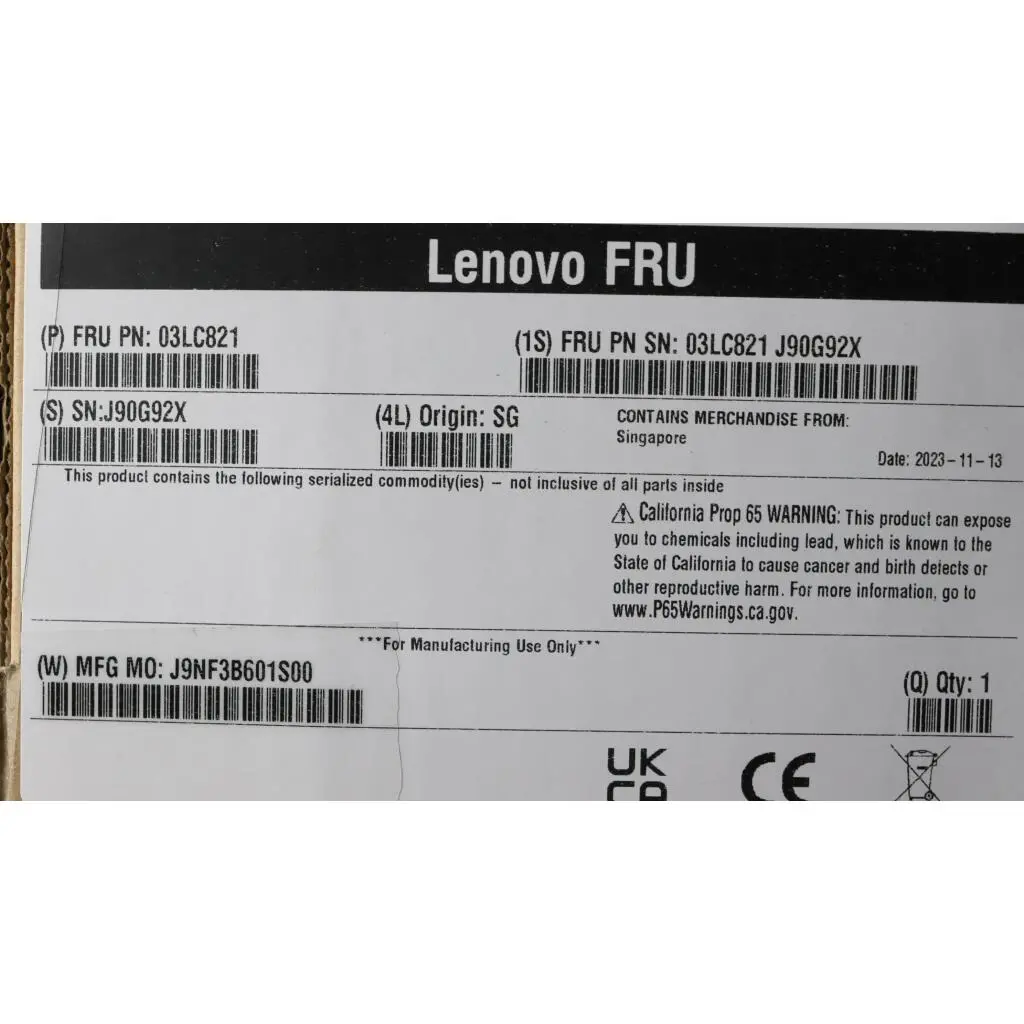 Lenovo FRU
(P) FRU PN: 03LC821
(1S) FRU PN SN: 03LC821 J90G92X
(S) SN:J90G92X
(4L) Origin: SG
CONTAINS MERCHANDISE FROM:
Singapore
Date: 2023-11-13
This product contains the following serialized commodity(ies) – not inclusive of all parts inside
⚠ California Prop 65 WARNING: This product can expose
you to chemicals including lead, which is known to the
State of California to cause cancer and birth defects or
other reproductive harm. For more information, go to
www.P65Warnings.ca.gov.
***For Manufacturing Use Only***
(W) MFG MO: J9NF3B601S00
(Q) Qty: 1
UK
CA
CE